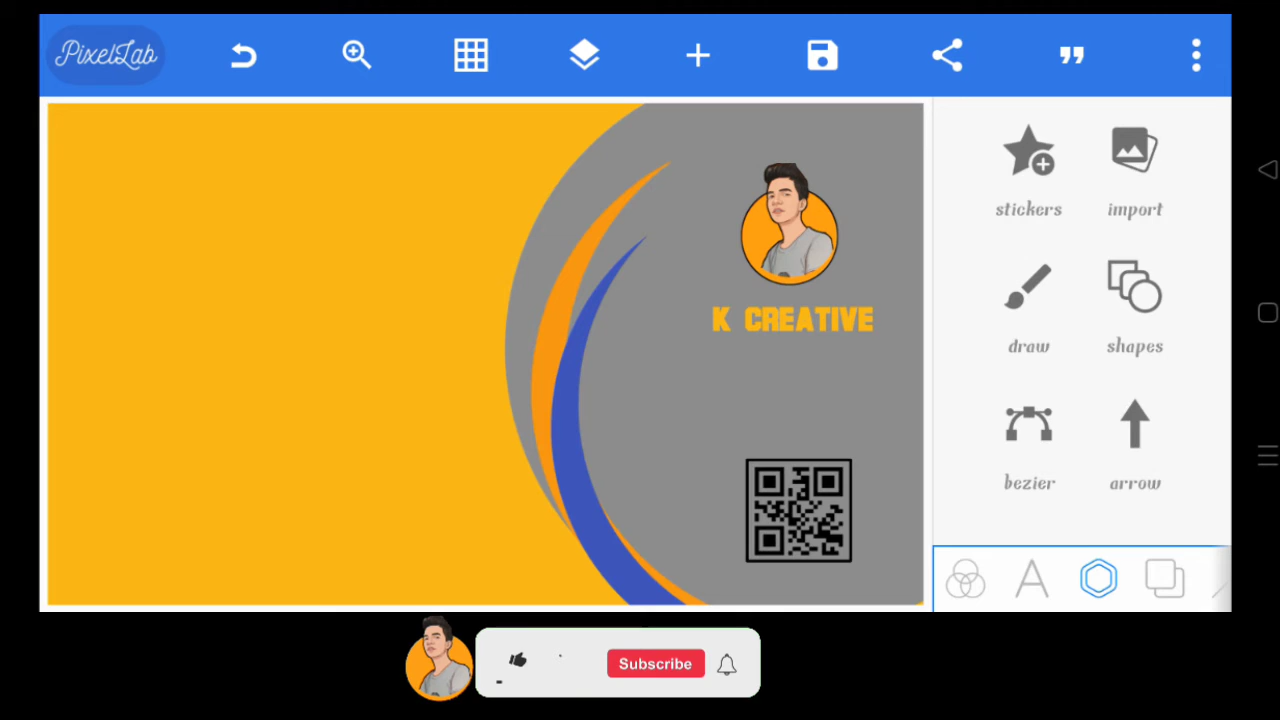 PixelLab
stickers
import
K CREATIVE
draw
shapes
bezier
arrow
Subscribe